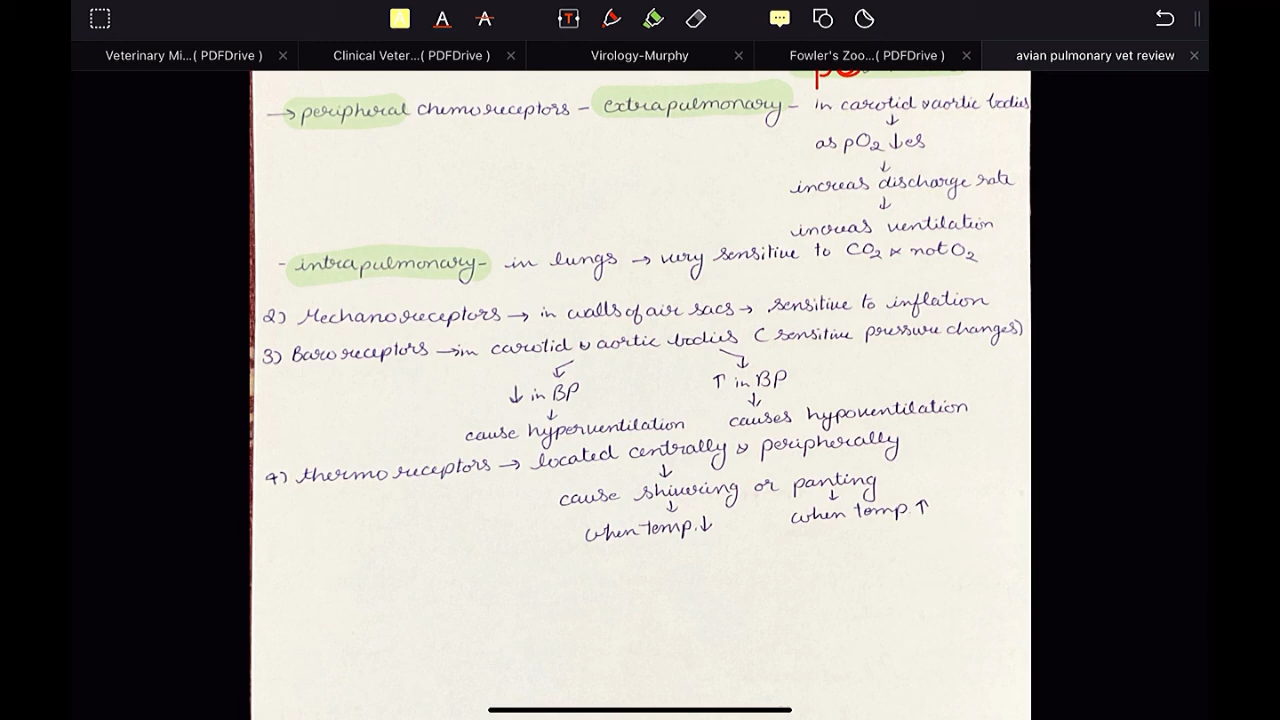 Veterinary Mi...( PDFDrive )
Clinical Veter...( PDFDrive )
Virology-Murphy
Fowler's Zoo...( PDFDrive )
avian pulmonary vet review
→ peripheral chemoreceptors - extrapulmonary - in carotid & aortic bodies
↓
as pO2 ↓es
↓
increas discharge rate
↓
increas ventilation
- intrapulmonary - in lungs → very sensitive to CO2 & not O2
2) Mechanoreceptors → in walls of air sacs → sensitive to inflation
3) Baroreceptors → in carotid & aortic bodies ( sensitive pressure changes)
↓ in BP ↑ in BP
↓ ↓
cause hyperventilation causes hypoventilation
4) thermoreceptors → located centrally & peripherally
↓
cause shivering or panting
↓ ↓
when temp. ↓ when temp ↑